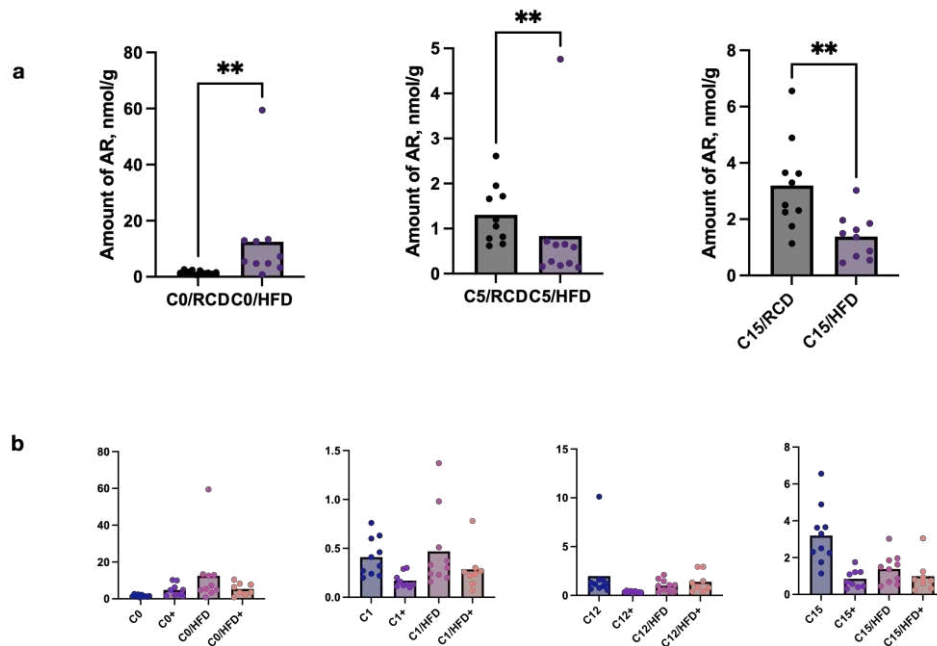 a
Amount of AR, nmol/g
80
60
40
20
0
**
C0/RCD C0/HFD
Amount of AR, nmol/g
5
4
3
2
1
0
**
C5/RCD C5/HFD
Amount of AR, nmol/g
8
6
4
2
0
**
C15/RCD
C15/HFD
b
80
60
40
20
0
C0
C0+
C0/HFD
C0/HFD+
1.5
1.0
0.5
0.0
C1
C1+
C1/HFD
C1/HFD+
15
10
5
0
C12
C12+
C12/HFD
C12/HFD+
8
6
4
2
0
C15
C15+
C15/HFD
C15/HFD+